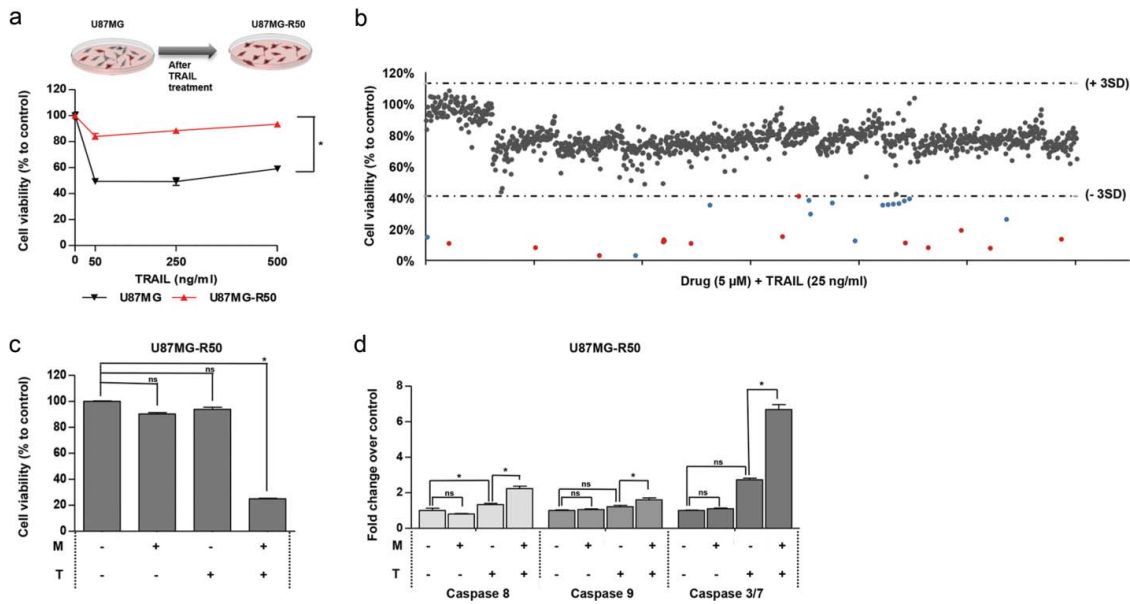 a
U87MG
U87MG-R50
After
TRAIL
treatment
Cell viability (% to control)
120
100
80
60
40
20
0
*
0
50
250
500
TRAIL (ng/ml)
U87MG
U87MG-R50
b
Cell viability (% to control)
120%
100%
80%
60%
40%
20%
0%
(+ 3SD)
(- 3SD)
Drug (5 µM) + TRAIL (25 ng/ml)
c
U87MG-R50
Cell viability (% to control)
120
100
80
60
40
20
0
*
ns
ns
M - + - +
T - - + +
d
U87MG-R50
Fold change over control
8
6
4
2
0
*
ns
*
ns
ns
*
ns
ns
*
M - + - + - + - + - + - +
T - - + + - - + + - - + +
Caspase 8
Caspase 9
Caspase 3/7